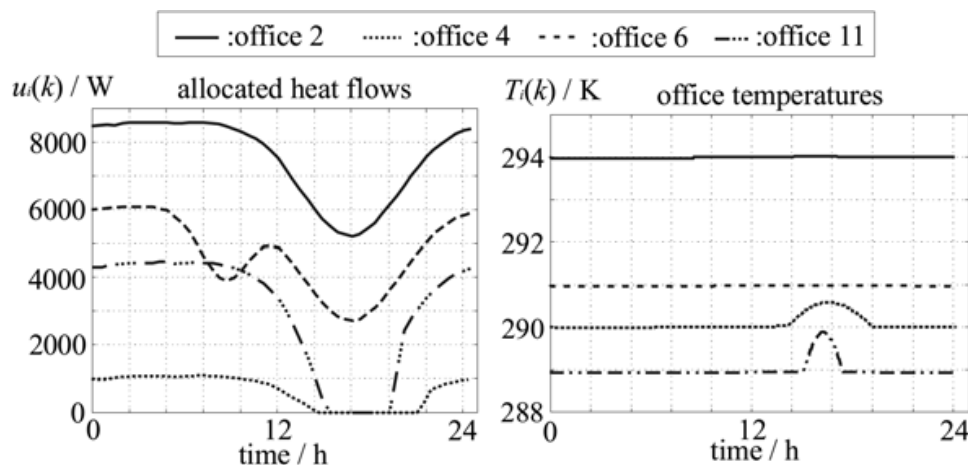 :office 2 :office 4 :office 6 :office 11
uᵢ(k) / W allocated heat flows
8000
6000
4000
2000
0
0 12 24
time / h
Tᵢ(k) / K office temperatures
294
292
290
288
0 12 24
time / h